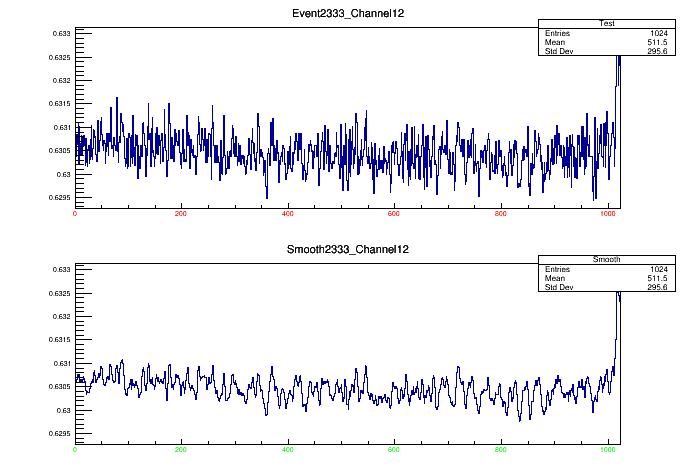 Event2333_Channel12
Test
Entries 1024
Mean 511.5
Std Dev 295.6
0.633
0.6325
0.632
0.6315
0.631
0.6305
0.63
0.6295
0 200 400 600 800 1000
Smooth2333_Channel12
Smooth
Entries 1024
Mean 511.5
Std Dev 295.6
0.633
0.6325
0.632
0.6315
0.631
0.6305
0.63
0.6295
0 200 400 600 800 1000